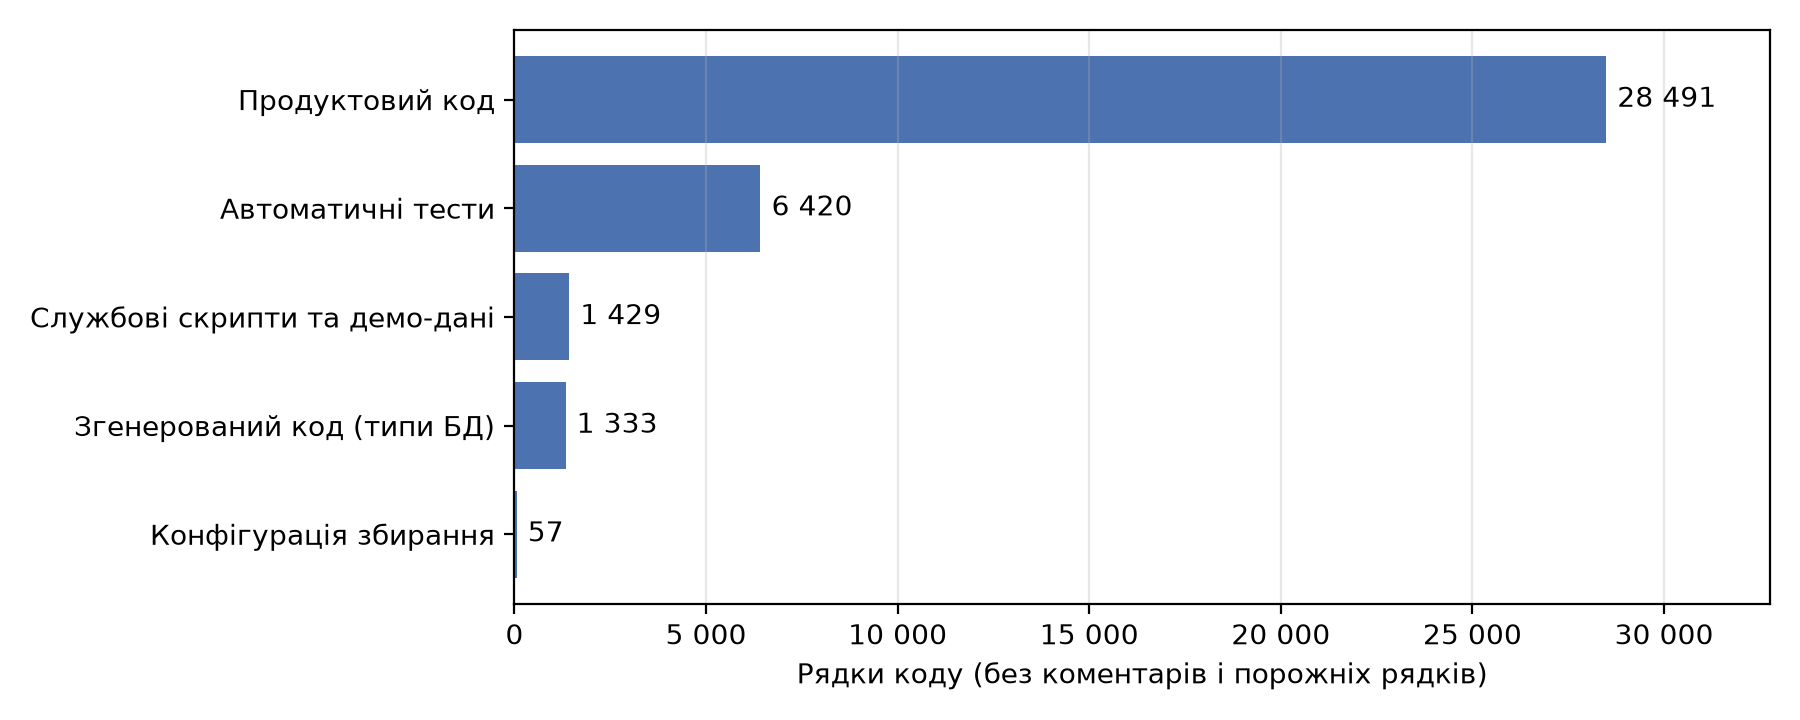 Продуктовий код 28 491
Автоматичні тести 6 420
Службові скрипти та демо-дані 1 429
Згенерований код (типи БД) 1 333
Конфігурація збирання 57
0 5 000 10 000 15 000 20 000 25 000 30 000
Рядки коду (без коментарів і порожніх рядків)